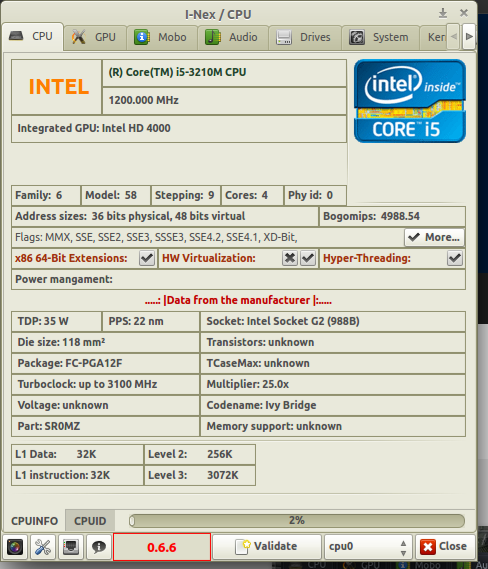 I-Nex / CPU
CPU GPU Mobo Audio Drives System Ker
INTEL
(R) Core(TM) i5-3210M CPU
1200.000 MHz
Integrated GPU: Intel HD 4000
intel inside™
CORE™ i5
Family: 6 Model: 58 Stepping: 9 Cores: 4 Phy id: 0
Address sizes: 36 bits physical, 48 bits virtual Bogomips: 4988.54
Flags: MMX, SSE, SSE2, SSE3, SSSE3, SSE4.2, SSE4.1, XD-Bit, More...
x86 64-Bit Extensions: HW Virtualization: Hyper-Threading:
Power mangament:
.....: |Data from the manufacturer |:.....
TDP: 35 W PPS: 22 nm Socket: Intel Socket G2 (988B)
Die size: 118 mm² Transistors: unknown
Package: FC-PGA12F TCaseMax: unknown
Turboclock: up to 3100 MHz Multiplier: 25.0x
Voltage: unknown Codename: Ivy Bridge
Part: SR0MZ Memory support: unknown
L1 Data: 32K Level 2: 256K
L1 instruction: 32K Level 3: 3072K
CPUINFO CPUID 2%
0.6.6 Validate cpu0 Close
CPU GPU Mobo Au